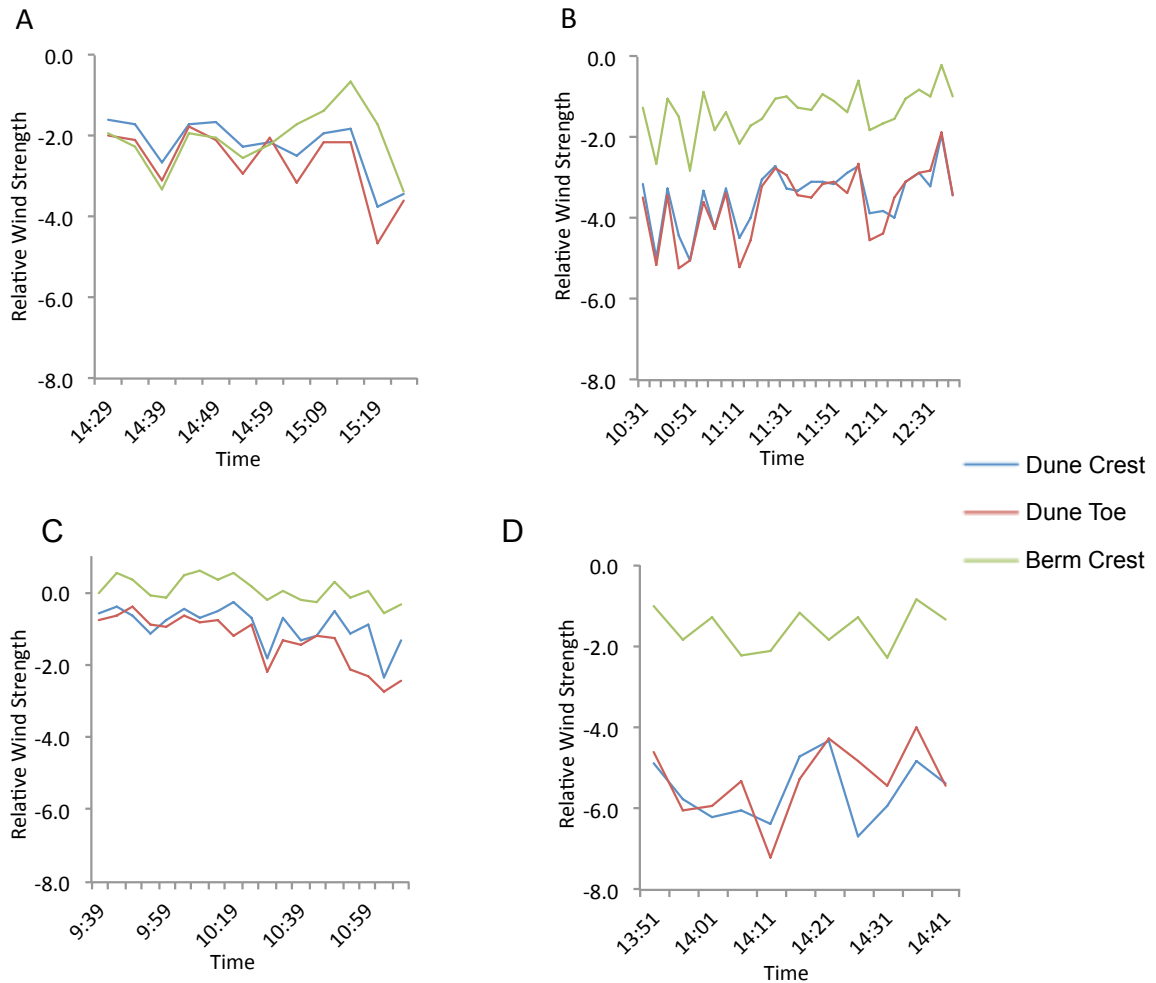 A
0.0
-2.0
-4.0
-6.0
-8.0
Relative Wind Strength
14:29
14:39
14:49
14:59
15:09
15:19
Time
B
0.0
-2.0
-4.0
-6.0
-8.0
Relative Wind Strength
10:31
10:51
11:11
11:31
11:51
12:11
12:31
Time
Dune Crest
Dune Toe
Berm Crest
C
0.0
-2.0
-4.0
-6.0
-8.0
Relative Wind Strength
9:39
9:59
10:19
10:39
10:59
Time
D
0.0
-2.0
-4.0
-6.0
-8.0
Relative Wind Strength
13:51
14:01
14:11
14:21
14:31
14:41
Time